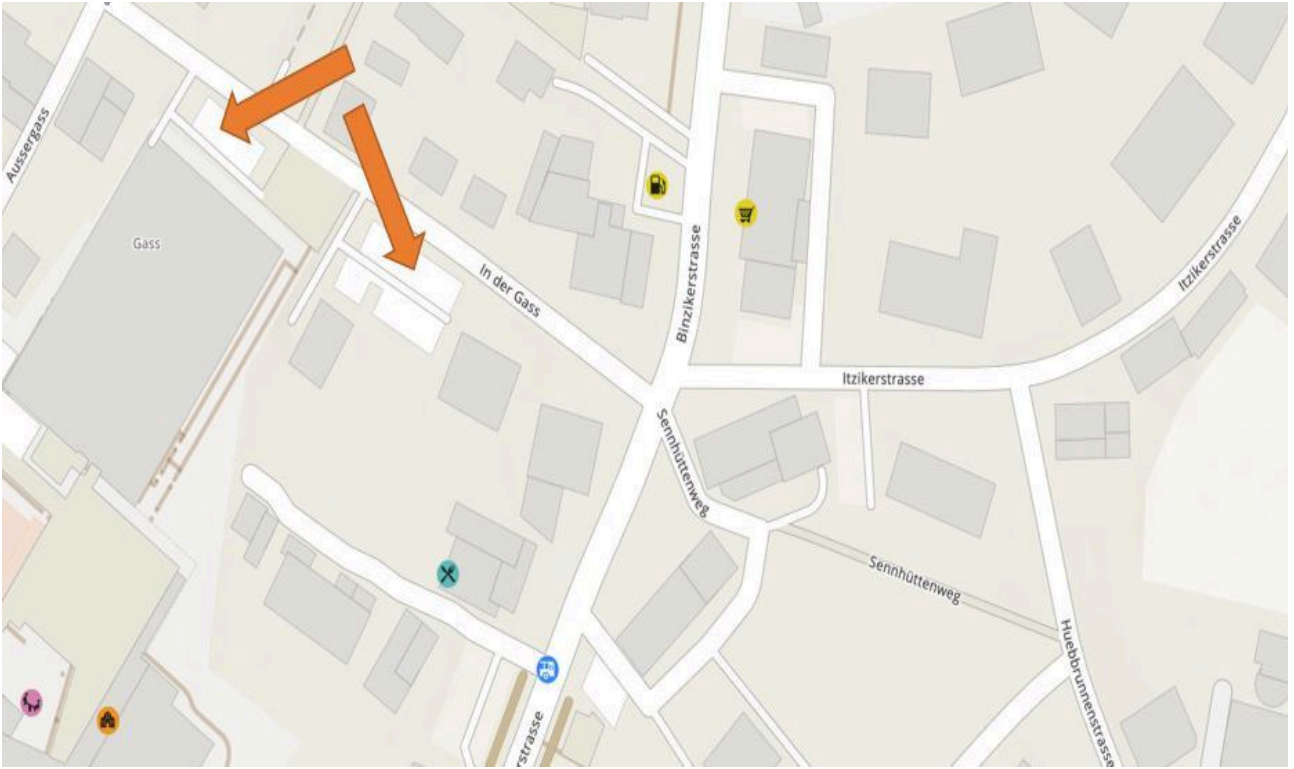 Aussergass
Gass
In der Gass
Binzikerstrasse
Itzikerstrasse
Itzikerstrasse
Sennhüttenweg
Sennhüttenweg
Huebbrunnenstrasse
rstrasse